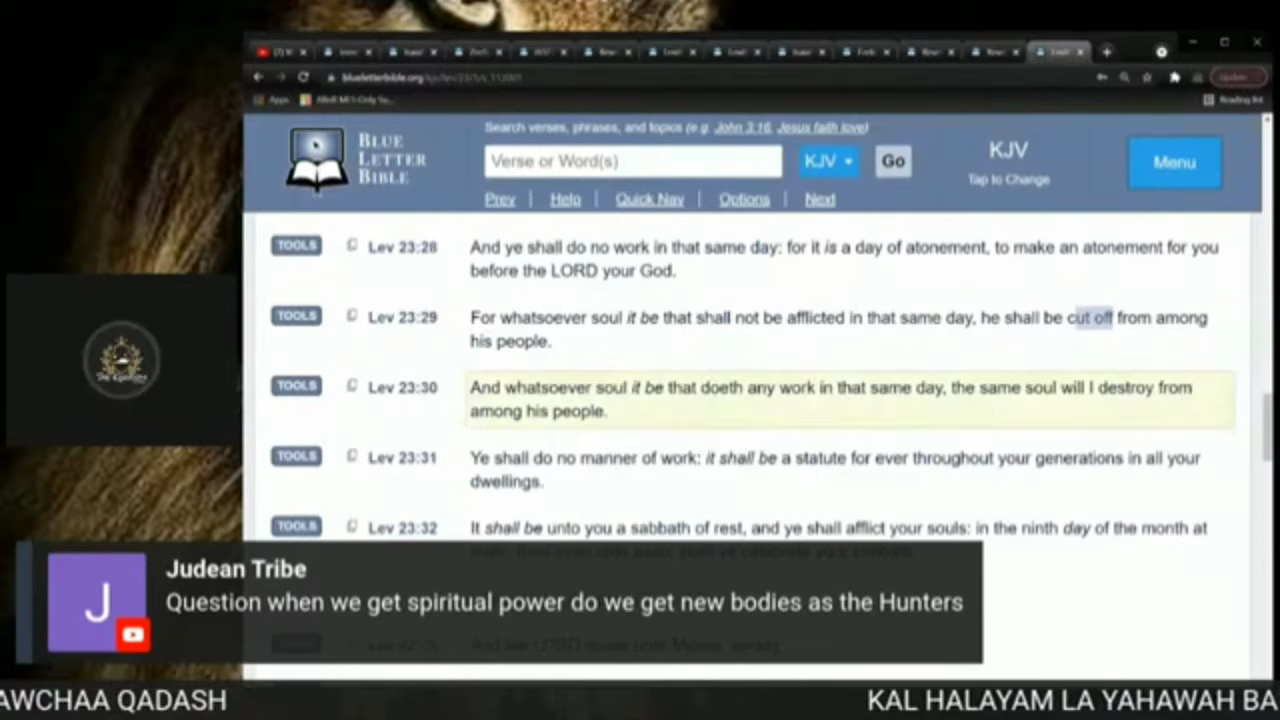 Update
bluetterbible.org
Apps
Reading list
BLUE
LETTER
BIBLE
Search verses, phrases, and topics (e.g. John 3:16, Jesus faith love)
Verse or Word(s)
KJV
Go
KJV
Tap to Change
Menu
Prev | Help | Quick Nav | Options | Next
TOOLS Lev 23:28 And ye shall do no work in that same day: for it is a day of atonement, to make an atonement for you
before the LORD your God.
TOOLS Lev 23:29 For whatsoever soul it be that shall not be afflicted in that same day, he shall be cut off from among
his people.
TOOLS Lev 23:30 And whatsoever soul it be that doeth any work in that same day, the same soul will I destroy from
among his people.
TOOLS Lev 23:31 Ye shall do no manner of work: it shall be a statute for ever throughout your generations in all your
dwellings.
TOOLS Lev 23:32 It shall be unto you a sabbath of rest, and ye shall afflict your souls: in the ninth day of the month at
J
Judean Tribe
Question when we get spiritual power do we get new bodies as the Hunters
AWCHAA QADASH
KAL HALAYAM LA YAHAWAH BA